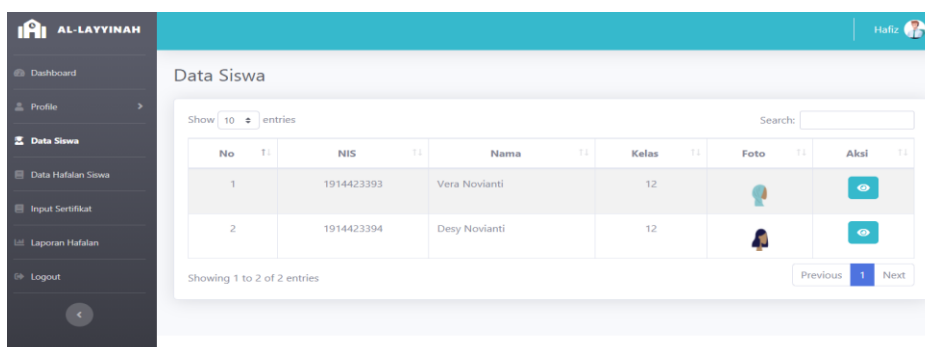 AL-LAYYINAH
Hafiz
Dashboard
Profile
Data Siswa
Data Hafalan Siswa
Input Sertifikat
Laporan Hafalan
Logout
Data Siswa
Show 10 entries
Search:
No NIS Nama Kelas Foto Aksi
1 1914423393 Vera Novianti 12
2 1914423394 Desy Novianti 12
Showing 1 to 2 of 2 entries
Previous 1 Next